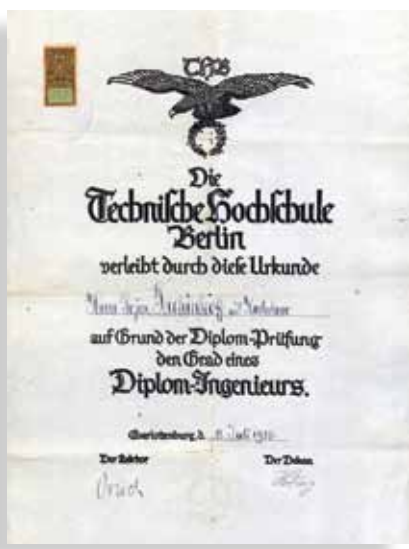 THB
Die
Technische Hochschule
Berlin
verleiht durch diese Urkunde
auf Grund der Diplom-Prüfung
den Grad eines
Diplom-Ingenieurs.
Charlottenburg, d.
Der Rektor Der Dekan